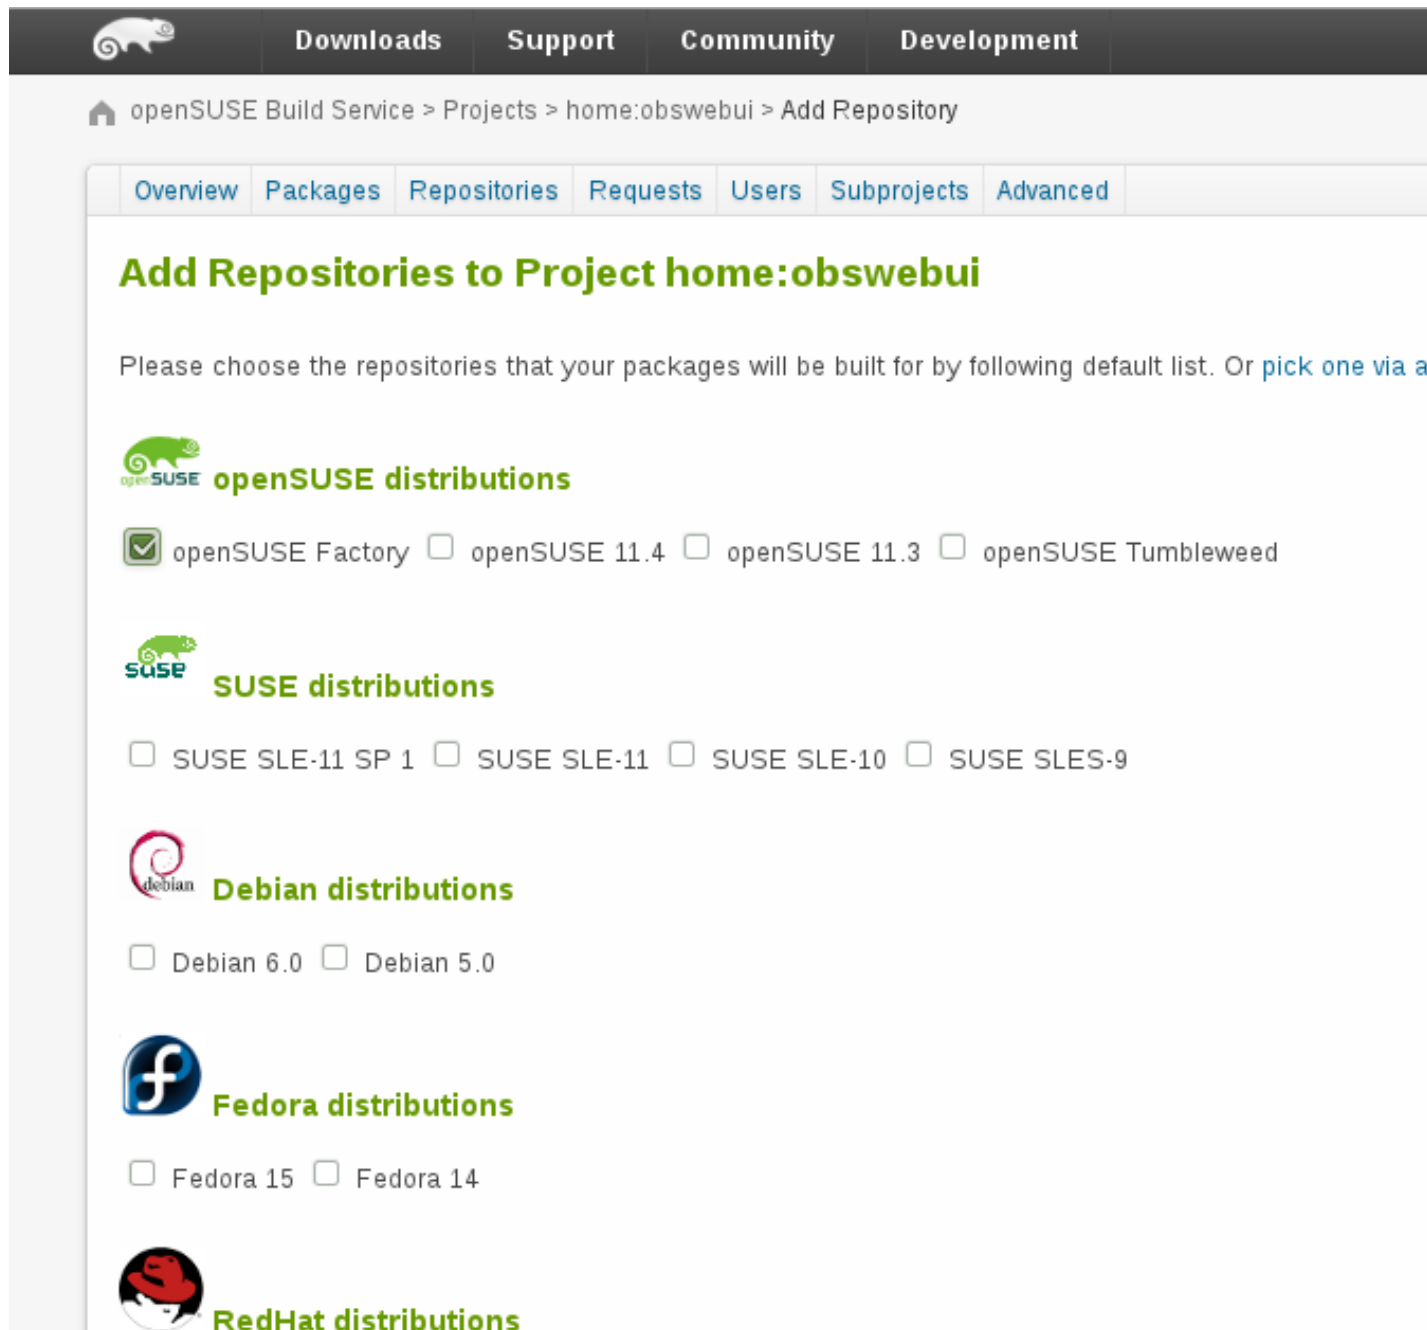 Downloads Support Community Development
openSUSE Build Service > Projects > home:obswebui > Add Repository
Overview Packages Repositories Requests Users Subprojects Advanced
Add Repositories to Project home:obswebui
Please choose the repositories that your packages will be built for by following default list. Or pick one via a
openSUSE
openSUSE distributions
openSUSE Factory openSUSE 11.4 openSUSE 11.3 openSUSE Tumbleweed
suse
SUSE distributions
SUSE SLE-11 SP 1 SUSE SLE-11 SUSE SLE-10 SUSE SLES-9
debian
Debian distributions
Debian 6.0 Debian 5.0
Fedora distributions
Fedora 15 Fedora 14
RedHat distributions